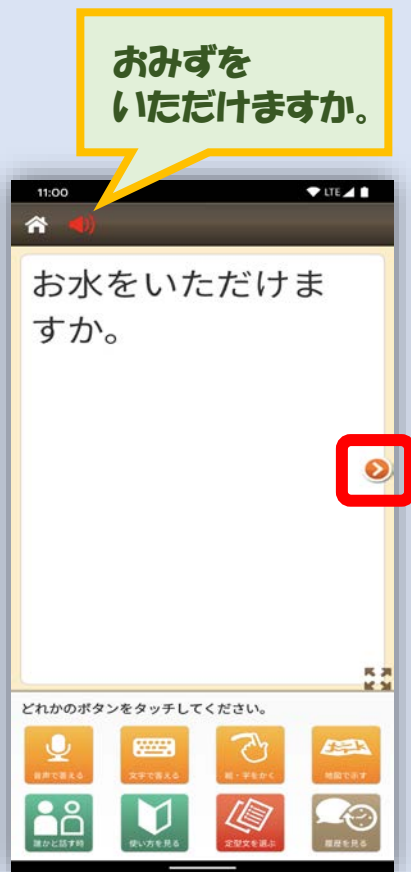 おみずを
いただけますか。
11:00
LTE
お水をいただけま
すか。
どれかのボタンをタッチしてください。
音声で答える
文字で答える
絵・字をかく
地図で示す
誰かと話す時
使い方を見る
定型文を選ぶ
履歴を見る